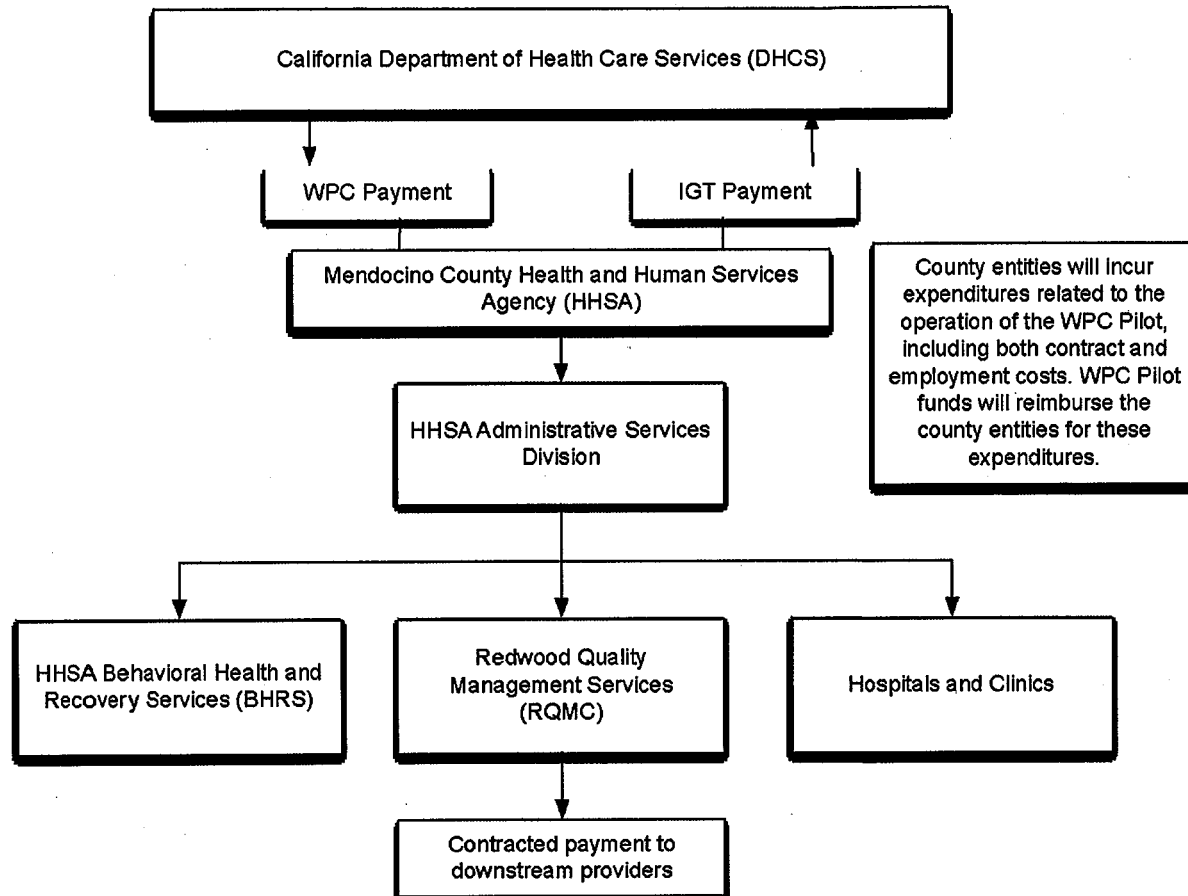 California Department of Health Care Services (DHCS)
WPC Payment
IGT Payment
Mendocino County Health and Human Services
Agency (HHSA)
County entities will incur
expenditures related to the
operation of the WPC Pilot,
including both contract and
employment costs. WPC Pilot
funds will reimburse the
county entities for these
expenditures.
HHSA Administrative Services
Division
HHSA Behavioral Health and
Recovery Services (BHRS)
Redwood Quality
Management Services
(RQMC)
Hospitals and Clinics
Contracted payment to
downstream providers